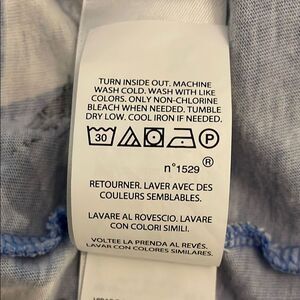 TURN INSIDE OUT. MACHINE
WASH COLD. WASH WITH LIKE
COLORS. ONLY NON-CHLORINE
BLEACH WHEN NEEDED. TUMBLE
DRY LOW. COOL IRON IF NEEDED.
30 P
n°1529 ®
RETOURNER. LAVER AVEC DES
COULEURS SEMBLABLES.
LAVARE AL ROVESCIO. LAVARE
CON COLORI SIMILI.
VOLTEE LA PRENDA AL REVÉS.
LAVAR CON COLORES SIMILARES.